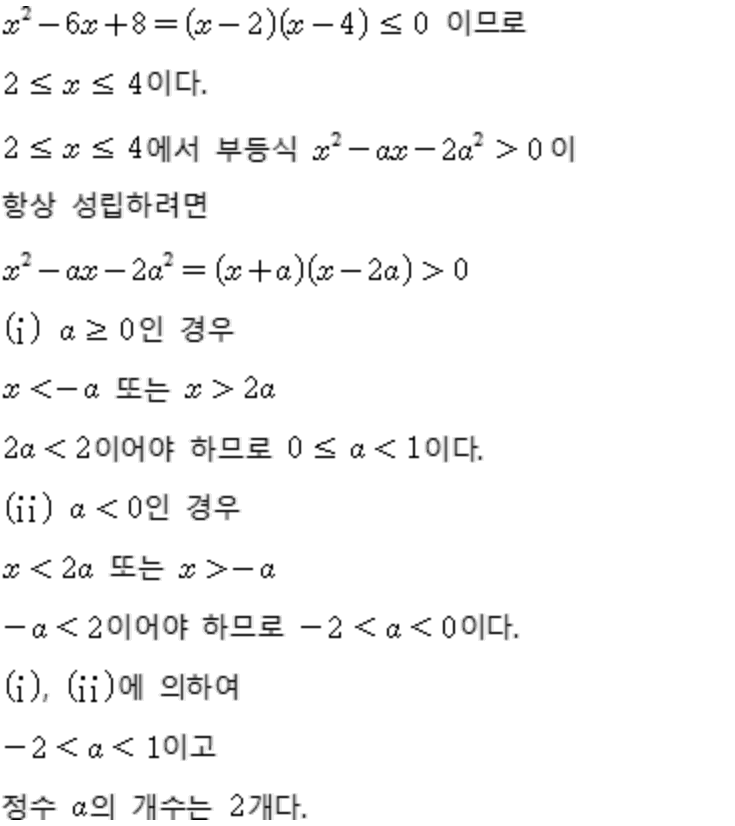 x² − 6x + 8 = (x − 2)(x − 4) ≤ 0 이므로
2 ≤ x ≤ 4이다.
2 ≤ x ≤ 4에서 부등식 x² − ax − 2a² > 0 이
항상 성립하려면
x² − ax − 2a² = (x + a)(x − 2a) > 0
(i) a ≥ 0인 경우
x < − a 또는 x > 2a
2a < 2이어야 하므로 0 ≤ a < 1이다.
(ii) a < 0인 경우
x < 2a 또는 x > − a
− a < 2이어야 하므로 − 2 < a < 0이다.
(i), (ii)에 의하여
− 2 < a < 1이고
정수 a의 개수는 2개다.